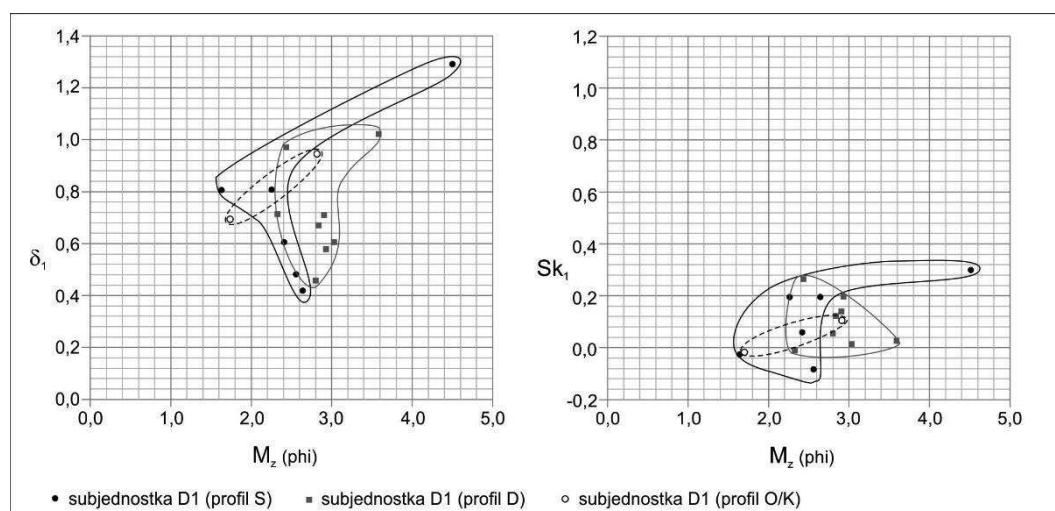 1,4
1,2
1,0
0,8
0,6
0,4
0,2
0,0
δ1
0,0 1,0 2,0 3,0 4,0 5,0
Mz (phi)
1,2
1,0
0,8
0,6
0,4
0,2
0,0
-0,2
Sk1
0,0 1,0 2,0 3,0 4,0 5,0
Mz (phi)
subjednostka D1 (profil S) subjednostka D1 (profil D) subjednostka D1 (profil O/K)